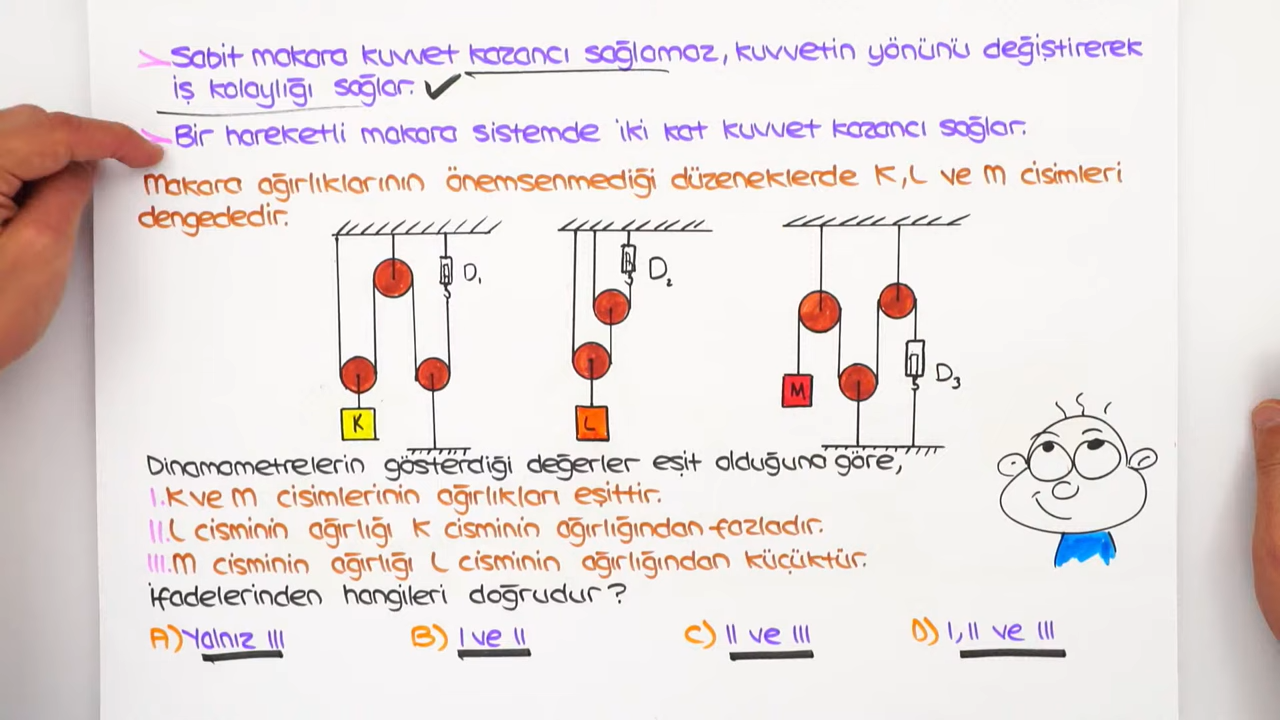 Sabit makara kuvvet kazancı sağlamaz, kuvvetin yönünü değiştirerek
iş kolaylığı sağlar.
Bir hareketli makara sistemde iki kat kuvvet kazancı sağlar.
Makara ağırlıklarının önemsenmediği düzeneklerde K, L ve M cisimleri
dengededir.
D₁ D₂
D₃
M
K L
Dinamometrelerin gösterdiği değerler eşit olduğuna göre,
I. K ve M cisimlerinin ağırlıkları eşittir.
II. L cisminin ağırlığı K cisminin ağırlığından fazladır.
III. M cisminin ağırlığı L cisminin ağırlığından küçüktür.
ifadelerinden hangileri doğrudur?
A) Yalnız III B) I ve II C) II ve III D) I, II ve III